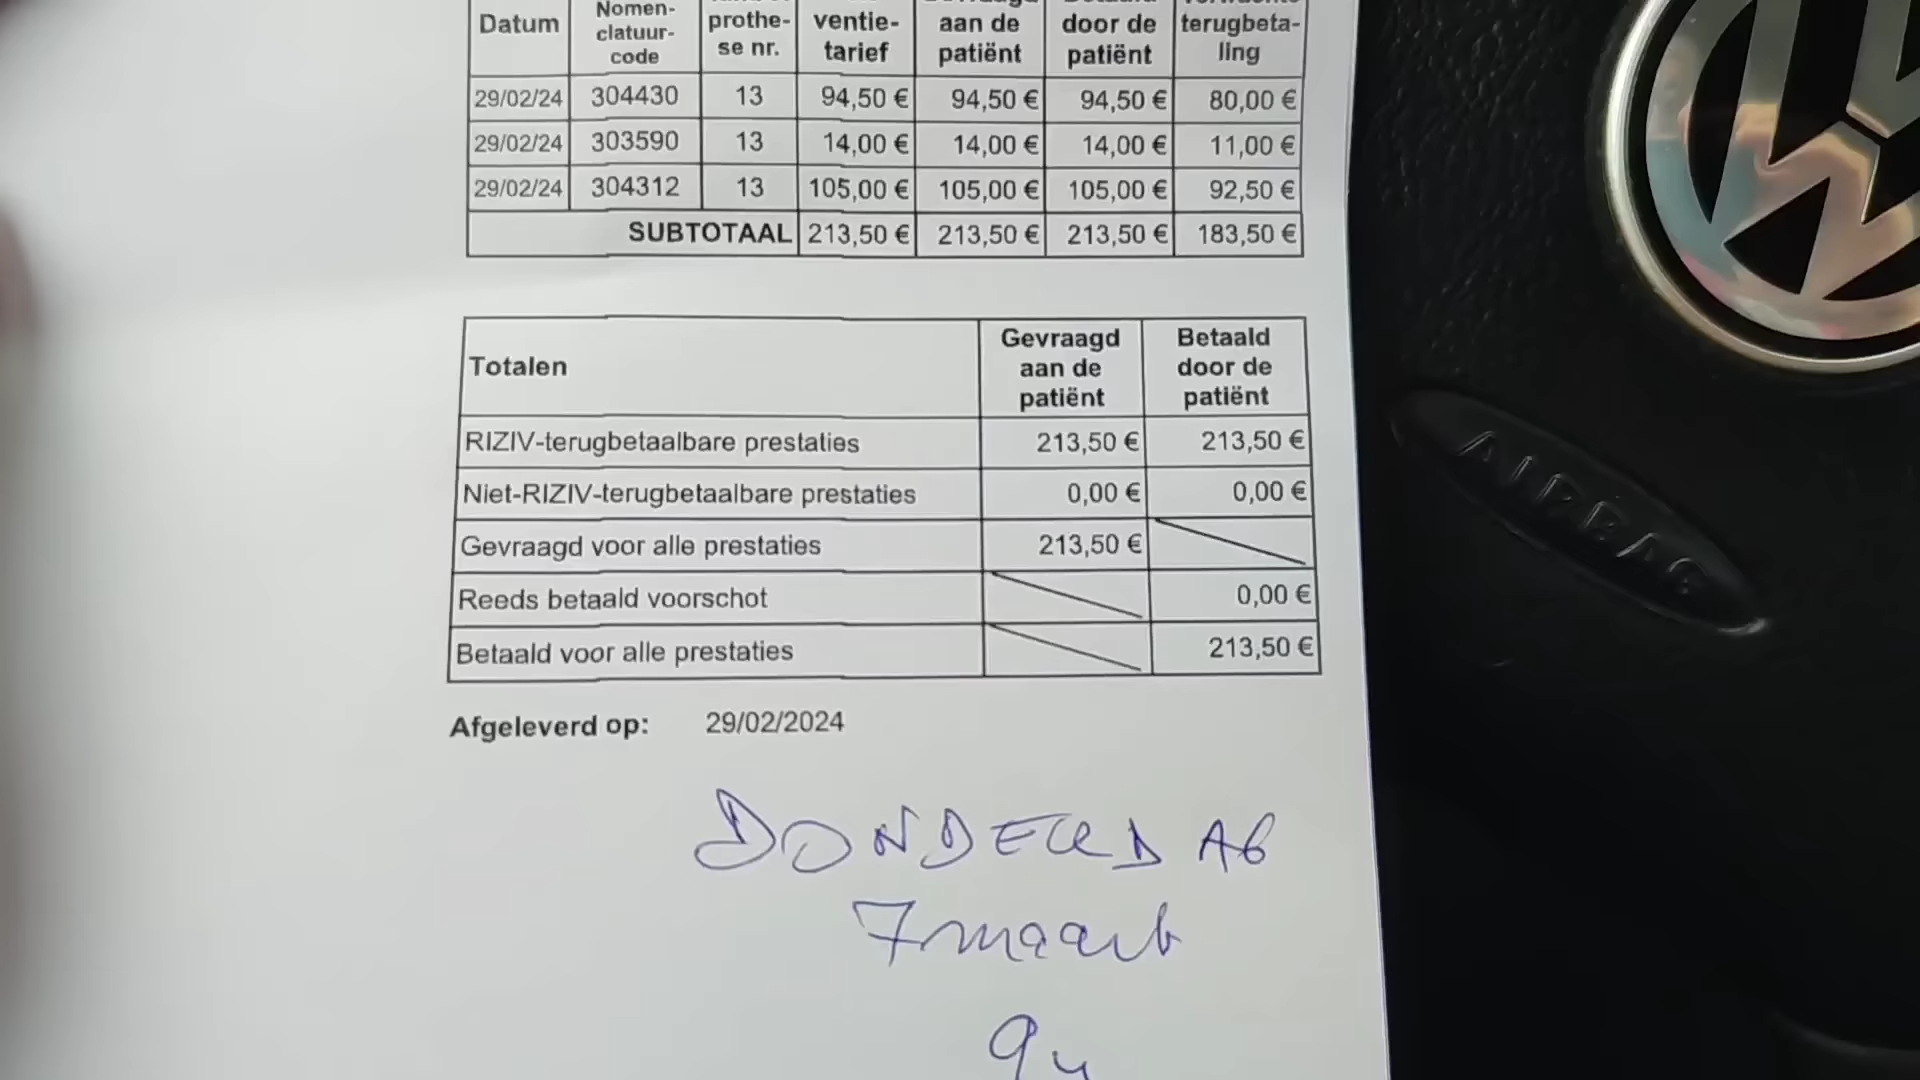 Datum Nomen-clatuur-code prothe-se nr. ventie-tarief aan de patiënt door de patiënt terugbeta-ling
29/02/24 304430 13 94,50 € 94,50 € 94,50 € 80,00 €
29/02/24 303590 13 14,00 € 14,00 € 14,00 € 11,00 €
29/02/24 304312 13 105,00 € 105,00 € 105,00 € 92,50 €
SUBTOTAAL 213,50 € 213,50 € 213,50 € 183,50 €
Totalen Gevraagd aan de patiënt Betaald door de patiënt
RIZIV-terugbetaalbare prestaties 213,50 € 213,50 €
Niet-RIZIV-terugbetaalbare prestaties 0,00 € 0,00 €
Gevraagd voor alle prestaties 213,50 €
Reeds betaald voorschot 0,00 €
Betaald voor alle prestaties 213,50 €
Afgeleverd op: 29/02/2024
DONDERDAG
7 maart
9u
AIRBAG